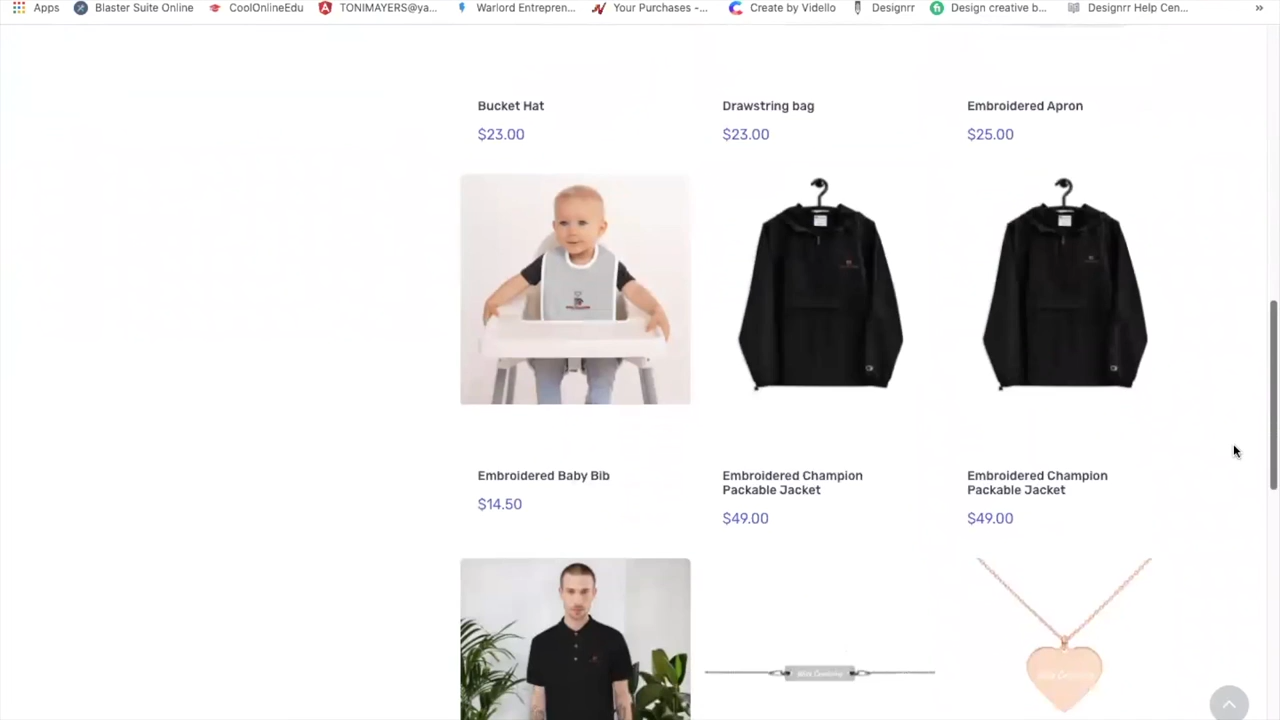 Apps
Blaster Suite Online
CoolOnlineEdu
TONIMAYERS@ya...
Warlord Entrepren...
Your Purchases -...
Create by Vidello
Designrr
Design creative b...
Designrr Help Cen...
»
Bucket Hat
$23.00
Drawstring bag
$23.00
Embroidered Apron
$25.00
Embroidered Baby Bib
$14.50
Embroidered Champion
Packable Jacket
$49.00
Embroidered Champion
Packable Jacket
$49.00